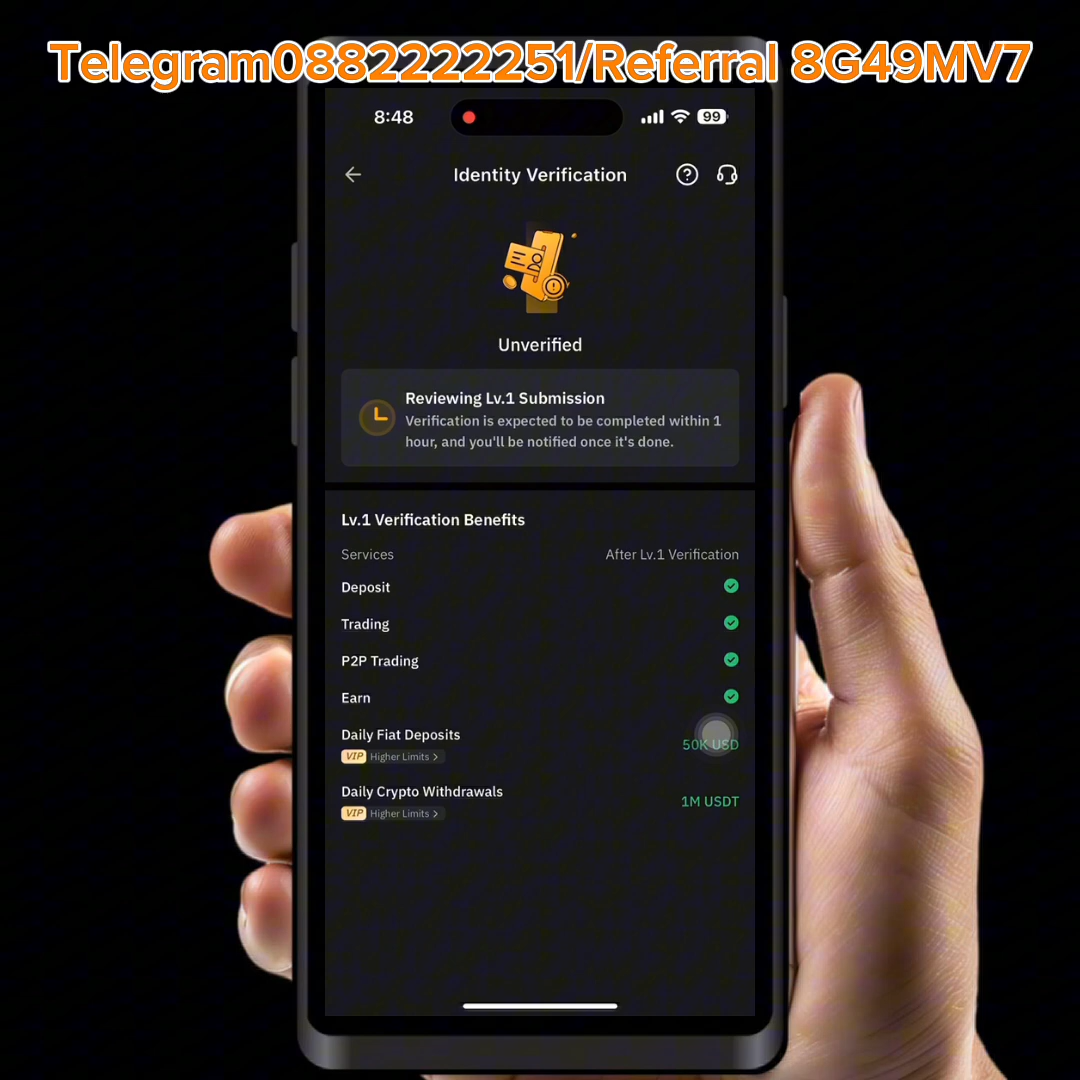 Telegram0882222251/Referral 8G49MV7
8:48
99
Identity Verification
Unverified
Reviewing Lv.1 Submission
Verification is expected to be completed within 1
hour, and you'll be notified once it's done.
Lv.1 Verification Benefits
Services After Lv.1 Verification
Deposit
Trading
P2P Trading
Earn
Daily Fiat Deposits
50K USD
VIP Higher Limits >
Daily Crypto Withdrawals
1M USDT
VIP Higher Limits >